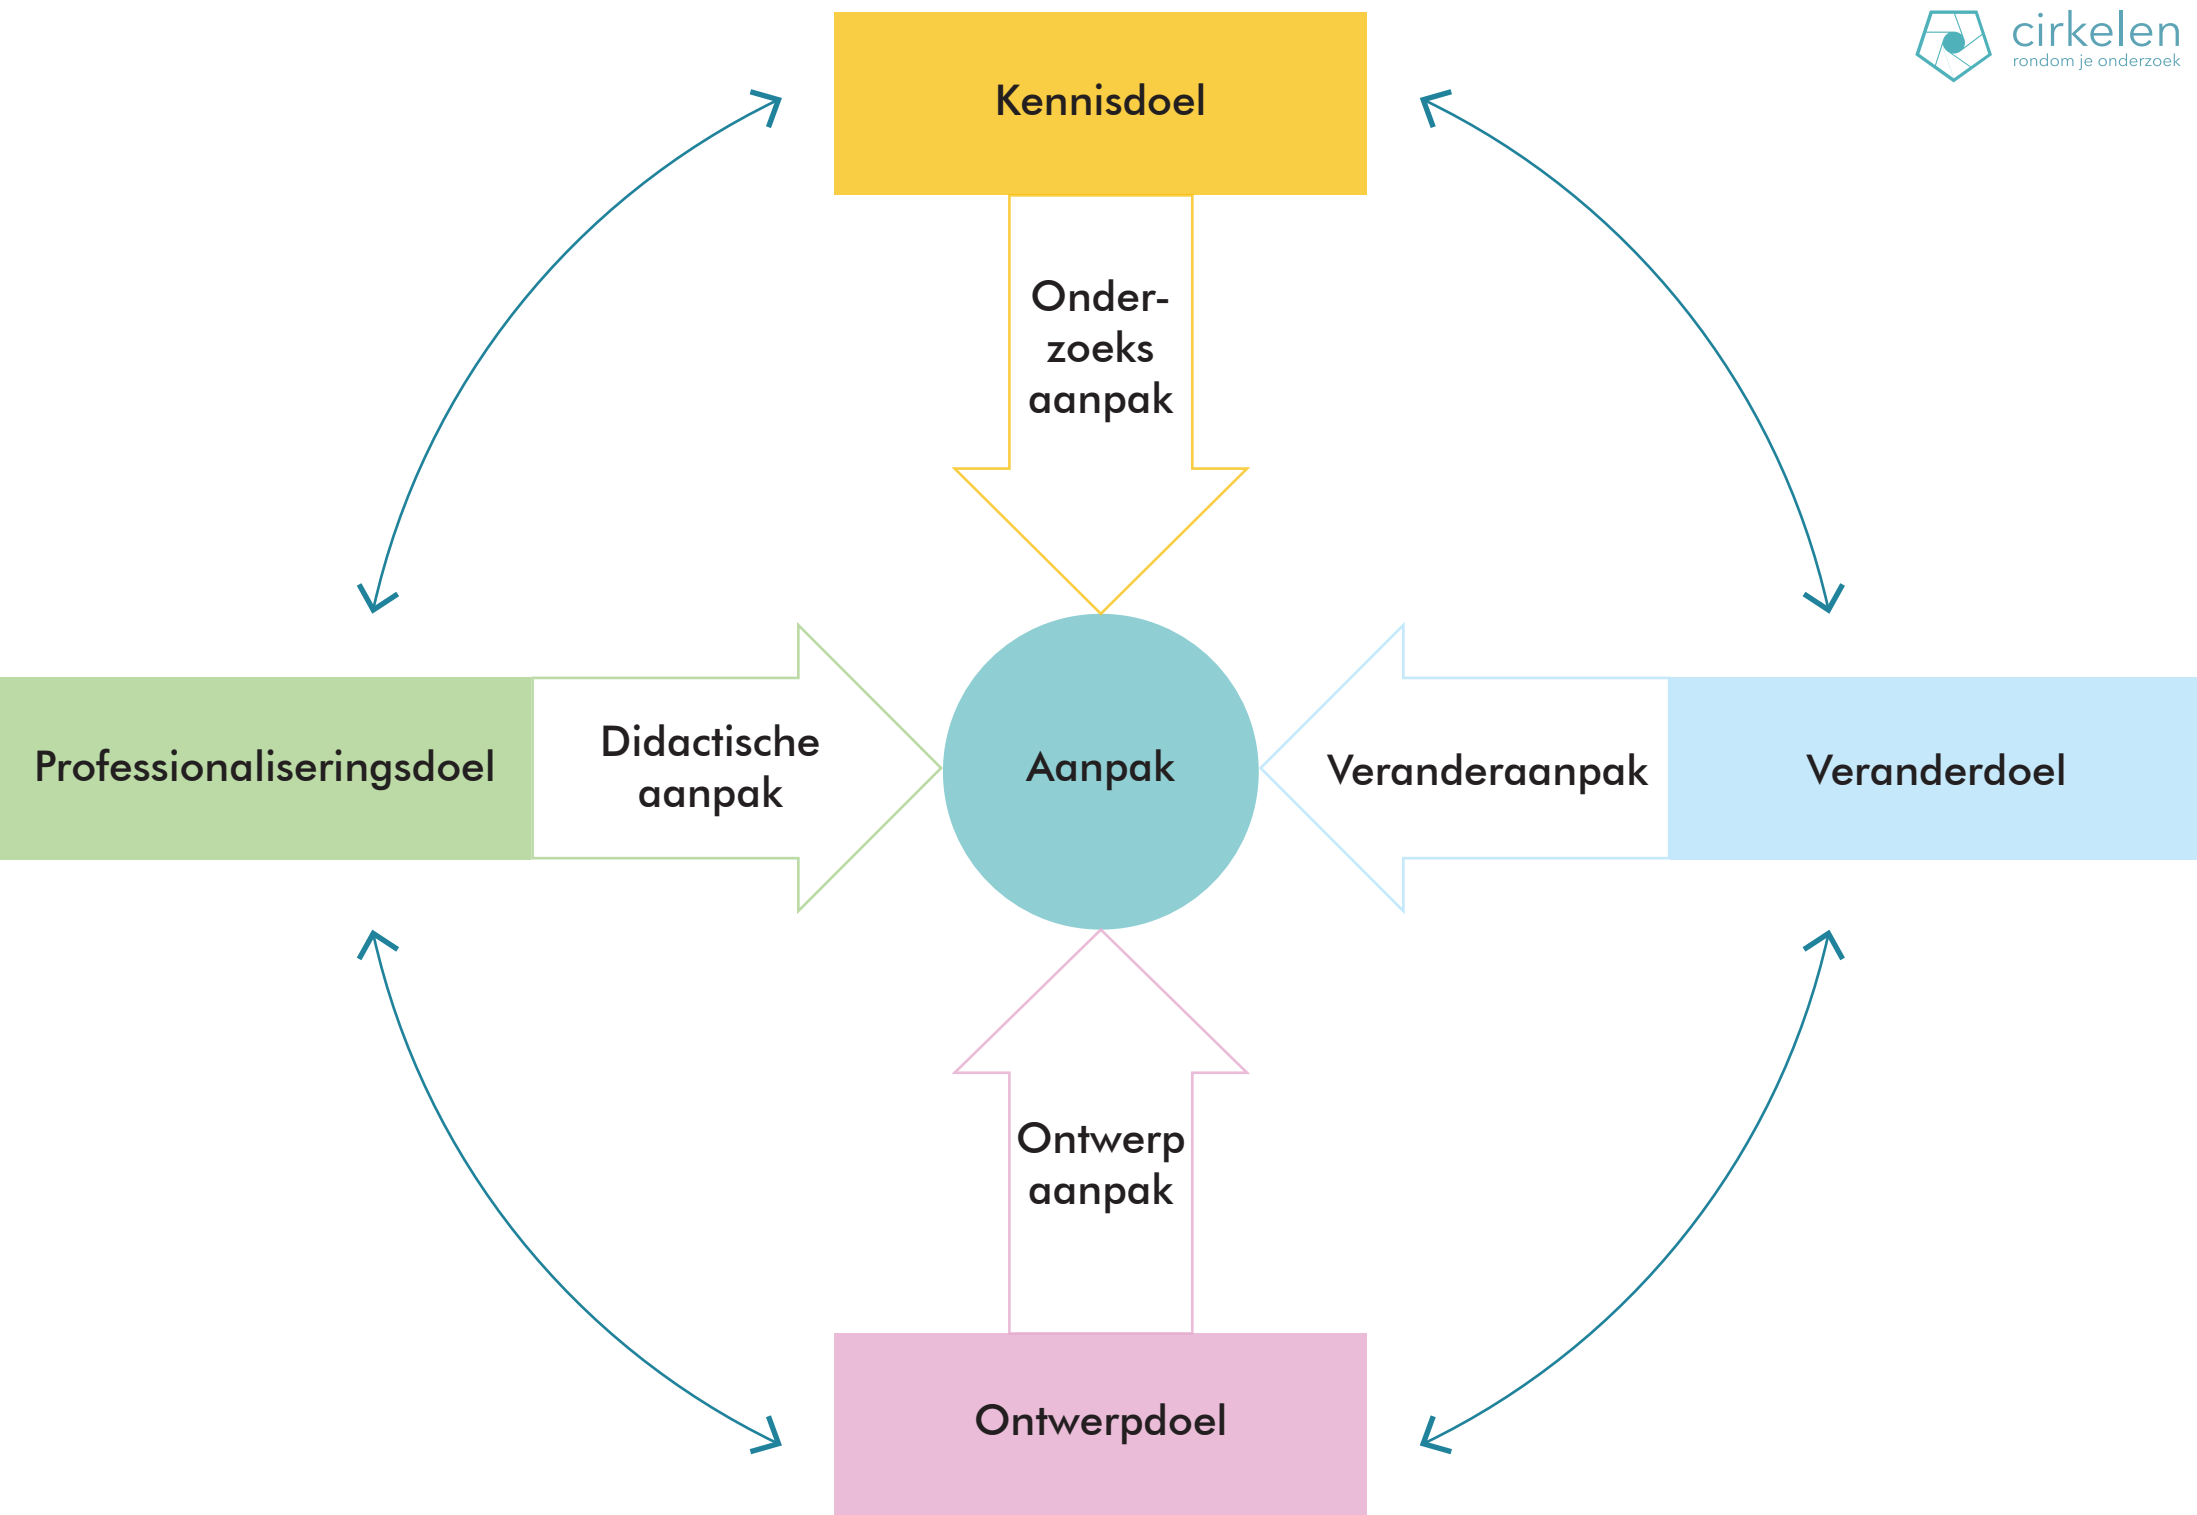 cirkelen
rondom je onderzoek
Kennisdoel
Onder-
zoeks
aanpak
Professionaliseringsdoel
Didactische
aanpak
Aanpak
Veranderaanpak
Veranderdoel
Ontwerp
aanpak
Ontwerpdoel